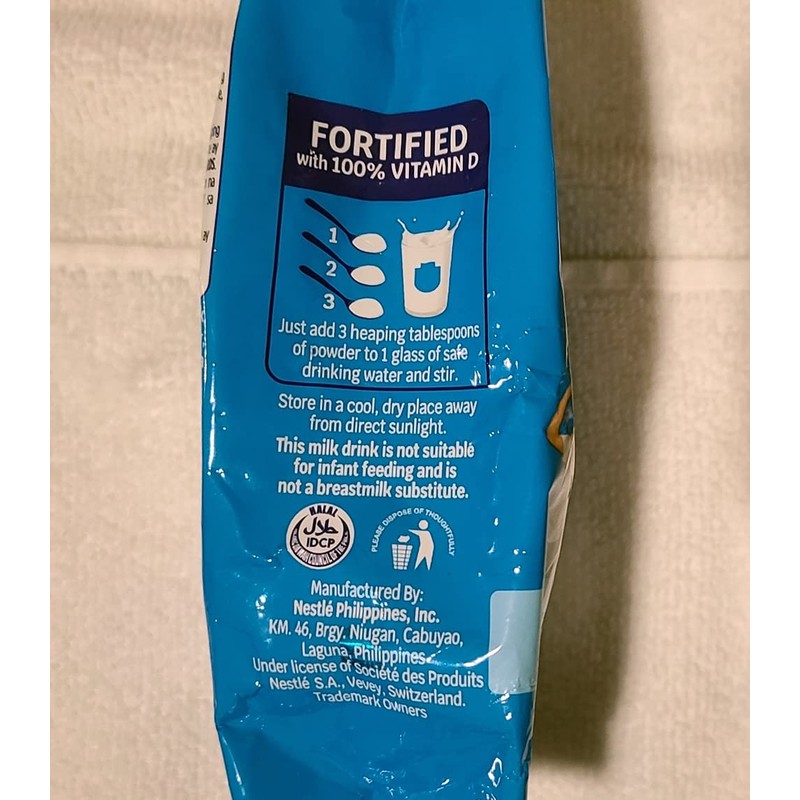 FORTIFIED
with 100% VITAMIN D
1
2
3
Just add 3 heaping tablespoons
of powder to 1 glass of safe
drinking water and stir.
Store in a cool, dry place away
from direct sunlight.
This milk drink is not suitable
for infant feeding and is
not a breastmilk substitute.
HALAL
حلال
IDCP
PLEASE DISPOSE OF THOUGHTFULLY
Manufactured By:
Nestlé Philippines, Inc.
KM. 46, Brgy. Niugan, Cabuyao,
Laguna, Philippines
Under license of Société des Produits
Nestlé S.A., Vevey, Switzerland.
Trademark Owners